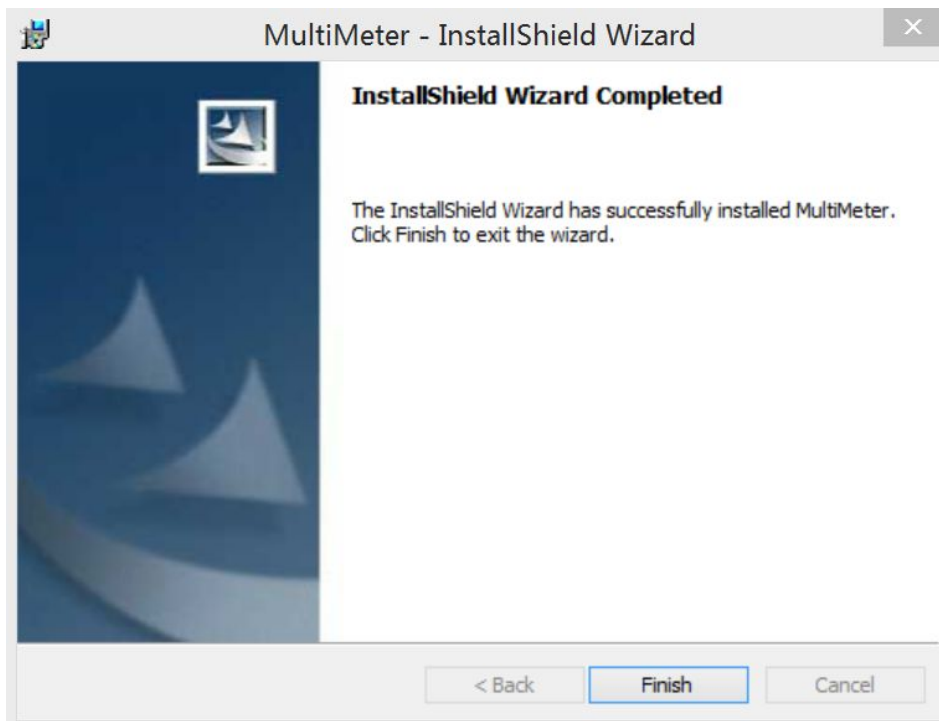 MultiMeter - InstallShield Wizard
InstallShield Wizard Completed
The InstallShield Wizard has successfully installed MultiMeter.
Click Finish to exit the wizard.
< Back
Finish
Cancel